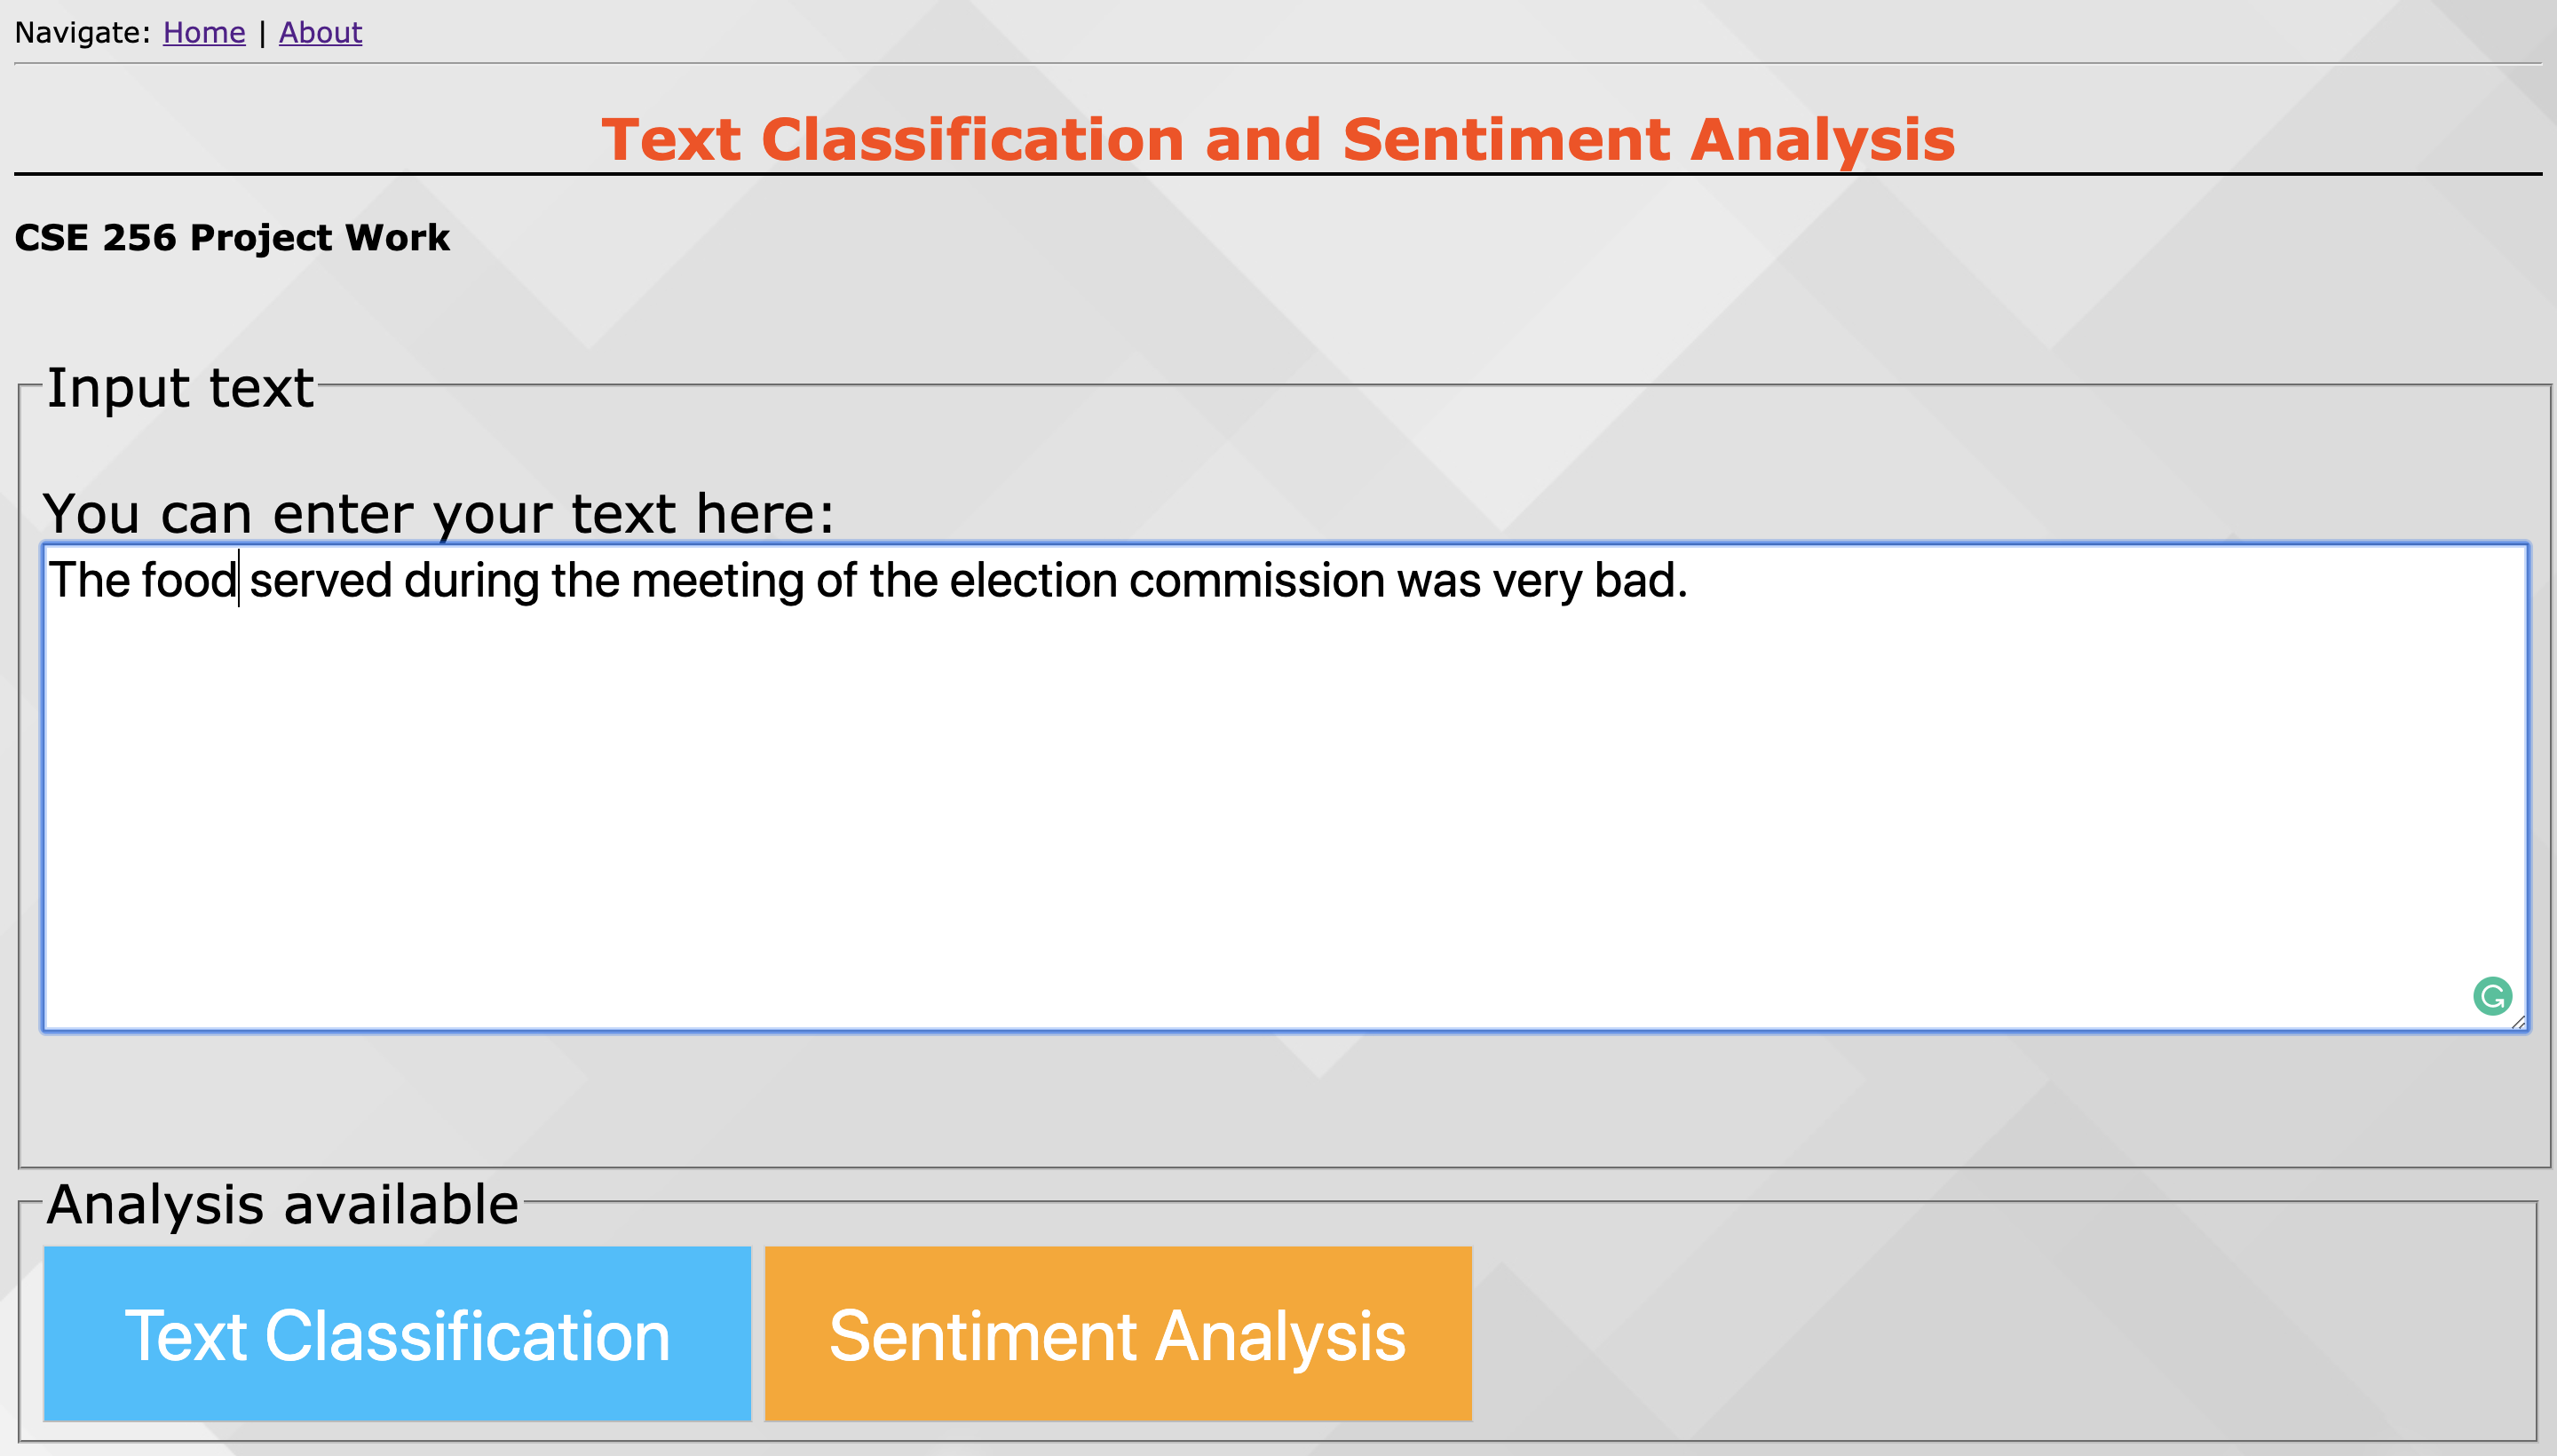 Navigate: Home | About
Text Classification and Sentiment Analysis
CSE 256 Project Work
Input text
You can enter your text here:
The food served during the meeting of the election commission was very bad.
Analysis available
Text Classification Sentiment Analysis